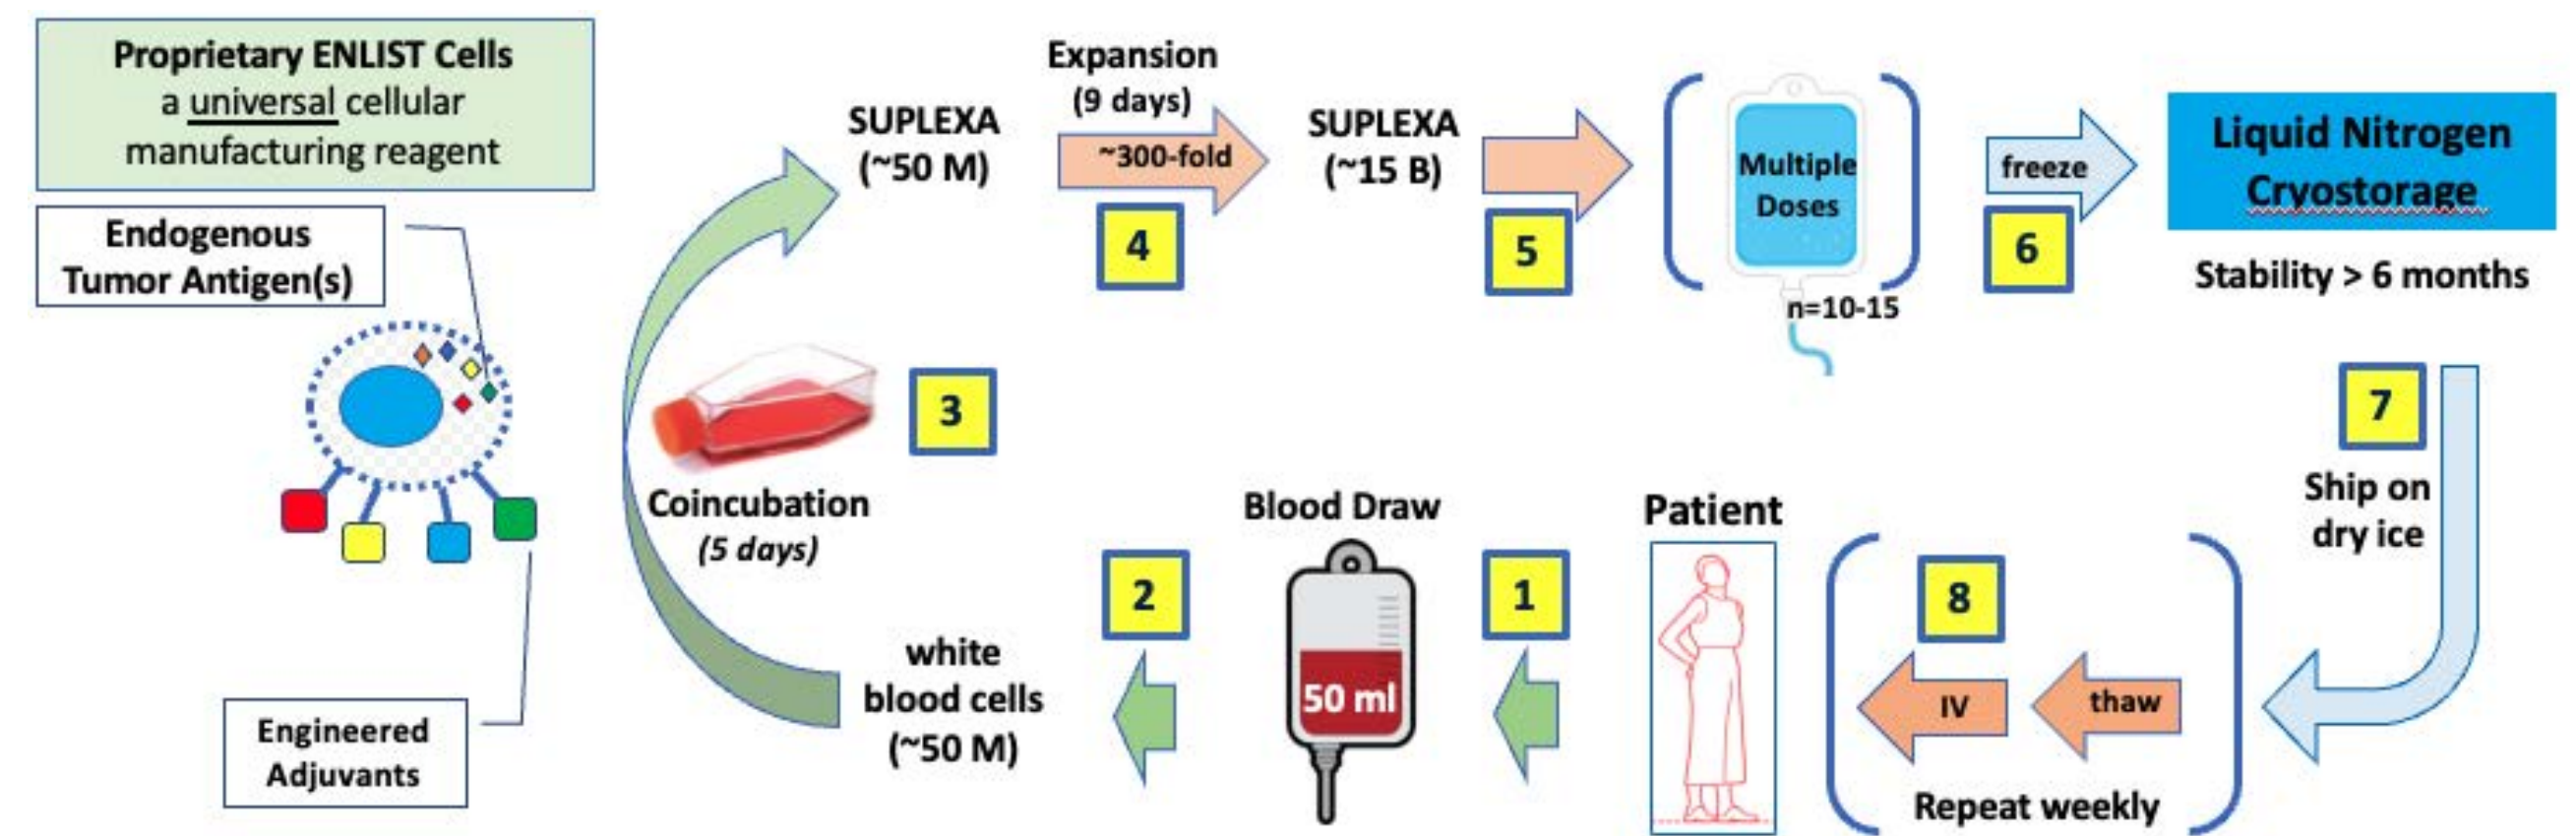 Proprietary ENLIST Cells
a universal cellular
manufacturing reagent
Endogenous
Tumor Antigen(s)
Engineered
Adjuvants
SUPLEXA
(~50 M)
Expansion
(9 days)
~300-fold
4
SUPLEXA
(~15 B)
5
Multiple
Doses
n=10-15
freeze
6
Liquid Nitrogen
Cryostorage
Stability > 6 months
7
Ship on
dry ice
3
Coincubation
(5 days)
white
blood cells
(~50 M)
2
Blood Draw
50 ml
1
Patient
8
IV
thaw
Repeat weekly